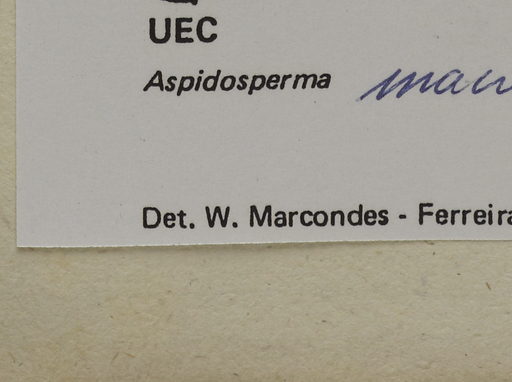 UEC
Aspidosperma
Det. W. Marcondes - Ferreira